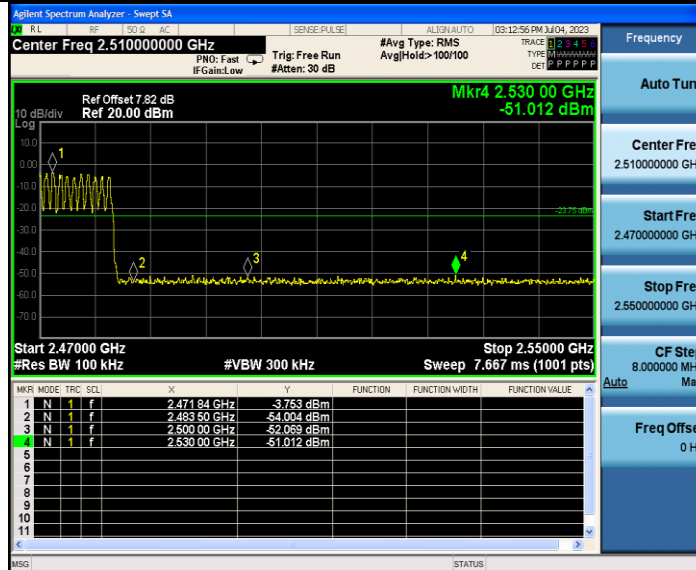 Agilent Spectrum Analyzer - Swept SA
RL RF 50 Ω AC SENSE:PULSE ALIGNAUTO 03:12:56 PM Jul 04, 2023
Center Freq 2.510000000 GHz #Avg Type: RMS TRACE 1 2 3 4 5 6
PNO: Fast Trig: Free Run Avg|Hold:> 100/100 TYPE
IFGain:Low #Atten: 30 dB DET P P P P P P
Mkr4 2.530 00 GHz
Ref Offset 7.82 dB
10 dB/div Ref 20.00 dBm -51.012 dBm
Log
10.0
1
0.00
-10.0
-20.0
-23.75 dBm
-30.0
-40.0
2 3 4
-50.0
-60.0
-70.0
Start 2.47000 GHz Stop 2.55000 GHz
#Res BW 100 kHz #VBW 300 kHz Sweep 7.667 ms (1001 pts)
MKR MODE TRC SCL X Y FUNCTION FUNCTION WIDTH FUNCTION VALUE
1 N 1 f 2.471 84 GHz -3.753 dBm
2 N 1 f 2.483 50 GHz -54.004 dBm
3 N 1 f 2.500 00 GHz -52.069 dBm
4 N 1 f 2.530 00 GHz -51.012 dBm
5
6
7
8
9
10
11
MSG STATUS
Frequency
Auto Tun
Center Fre
2.510000000 GH
Start Fre
2.470000000 GH
Stop Fre
2.550000000 GH
CF Step
8.000000 MH
Auto Ma
Freq Offse
0 H